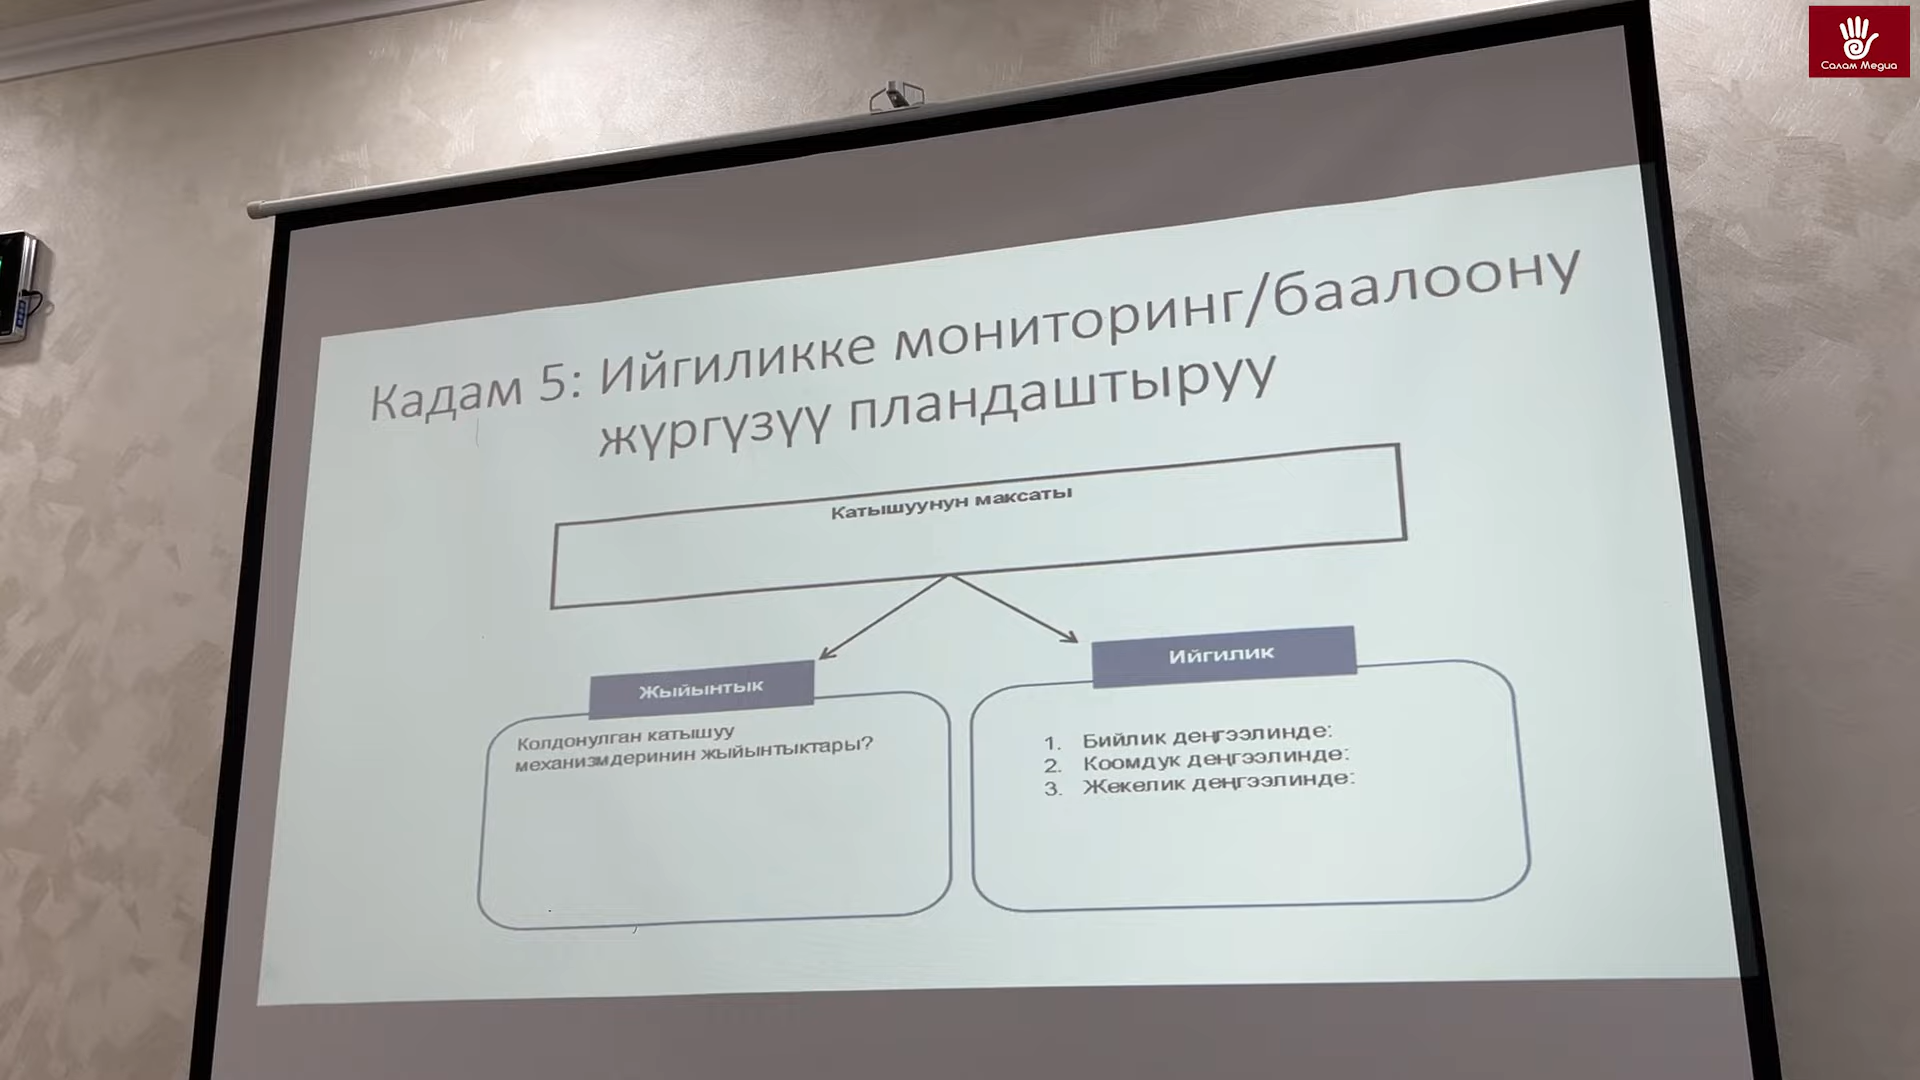 Салам Медиа
Кадам 5: Ийгиликке мониторинг/баалоону
жүргүзүү пландаштыруу
Катышуунун максаты
Жыйынтык
Ийгилик
Колдонулган катышуу
механизмдеринин жыйынтыктары?
1. Бийлик деңгээлинде:
2. Коомдук деңгээлинде:
3. Жекелик деңгээлинде: